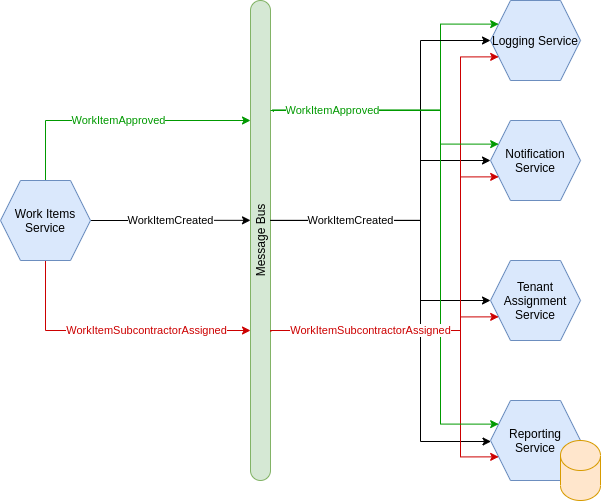 Logging Service
WorkItemApproved
WorkItemApproved
Notification
Service
Work Items
Service
WorkItemCreated
Message Bus
WorkItemCreated
Tenant
Assignment
Service
WorkItemSubcontractorAssigned
WorkItemSubcontractorAssigned
Reporting
Service